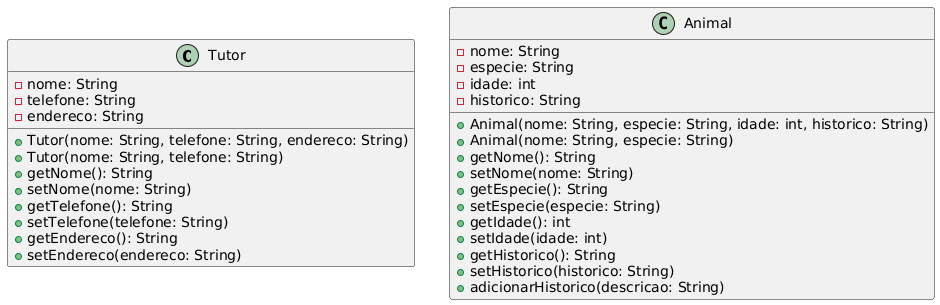 C Tutor
nome: String
telefone: String
endereco: String
Tutor(nome: String, telefone: String, endereco: String)
Tutor(nome: String, telefone: String)
getNome(): String
setNome(nome: String)
getTelefone(): String
setTelefone(telefone: String)
getEndereco(): String
setEndereco(endereco: String)
C Animal
nome: String
especie: String
idade: int
historico: String
Animal(nome: String, especie: String, idade: int, historico: String)
Animal(nome: String, especie: String)
getNome(): String
setNome(nome: String)
getEspecie(): String
setEspecie(especie: String)
getIdade(): int
setIdade(idade: int)
getHistorico(): String
setHistorico(historico: String)
adicionarHistorico(descricao: String)